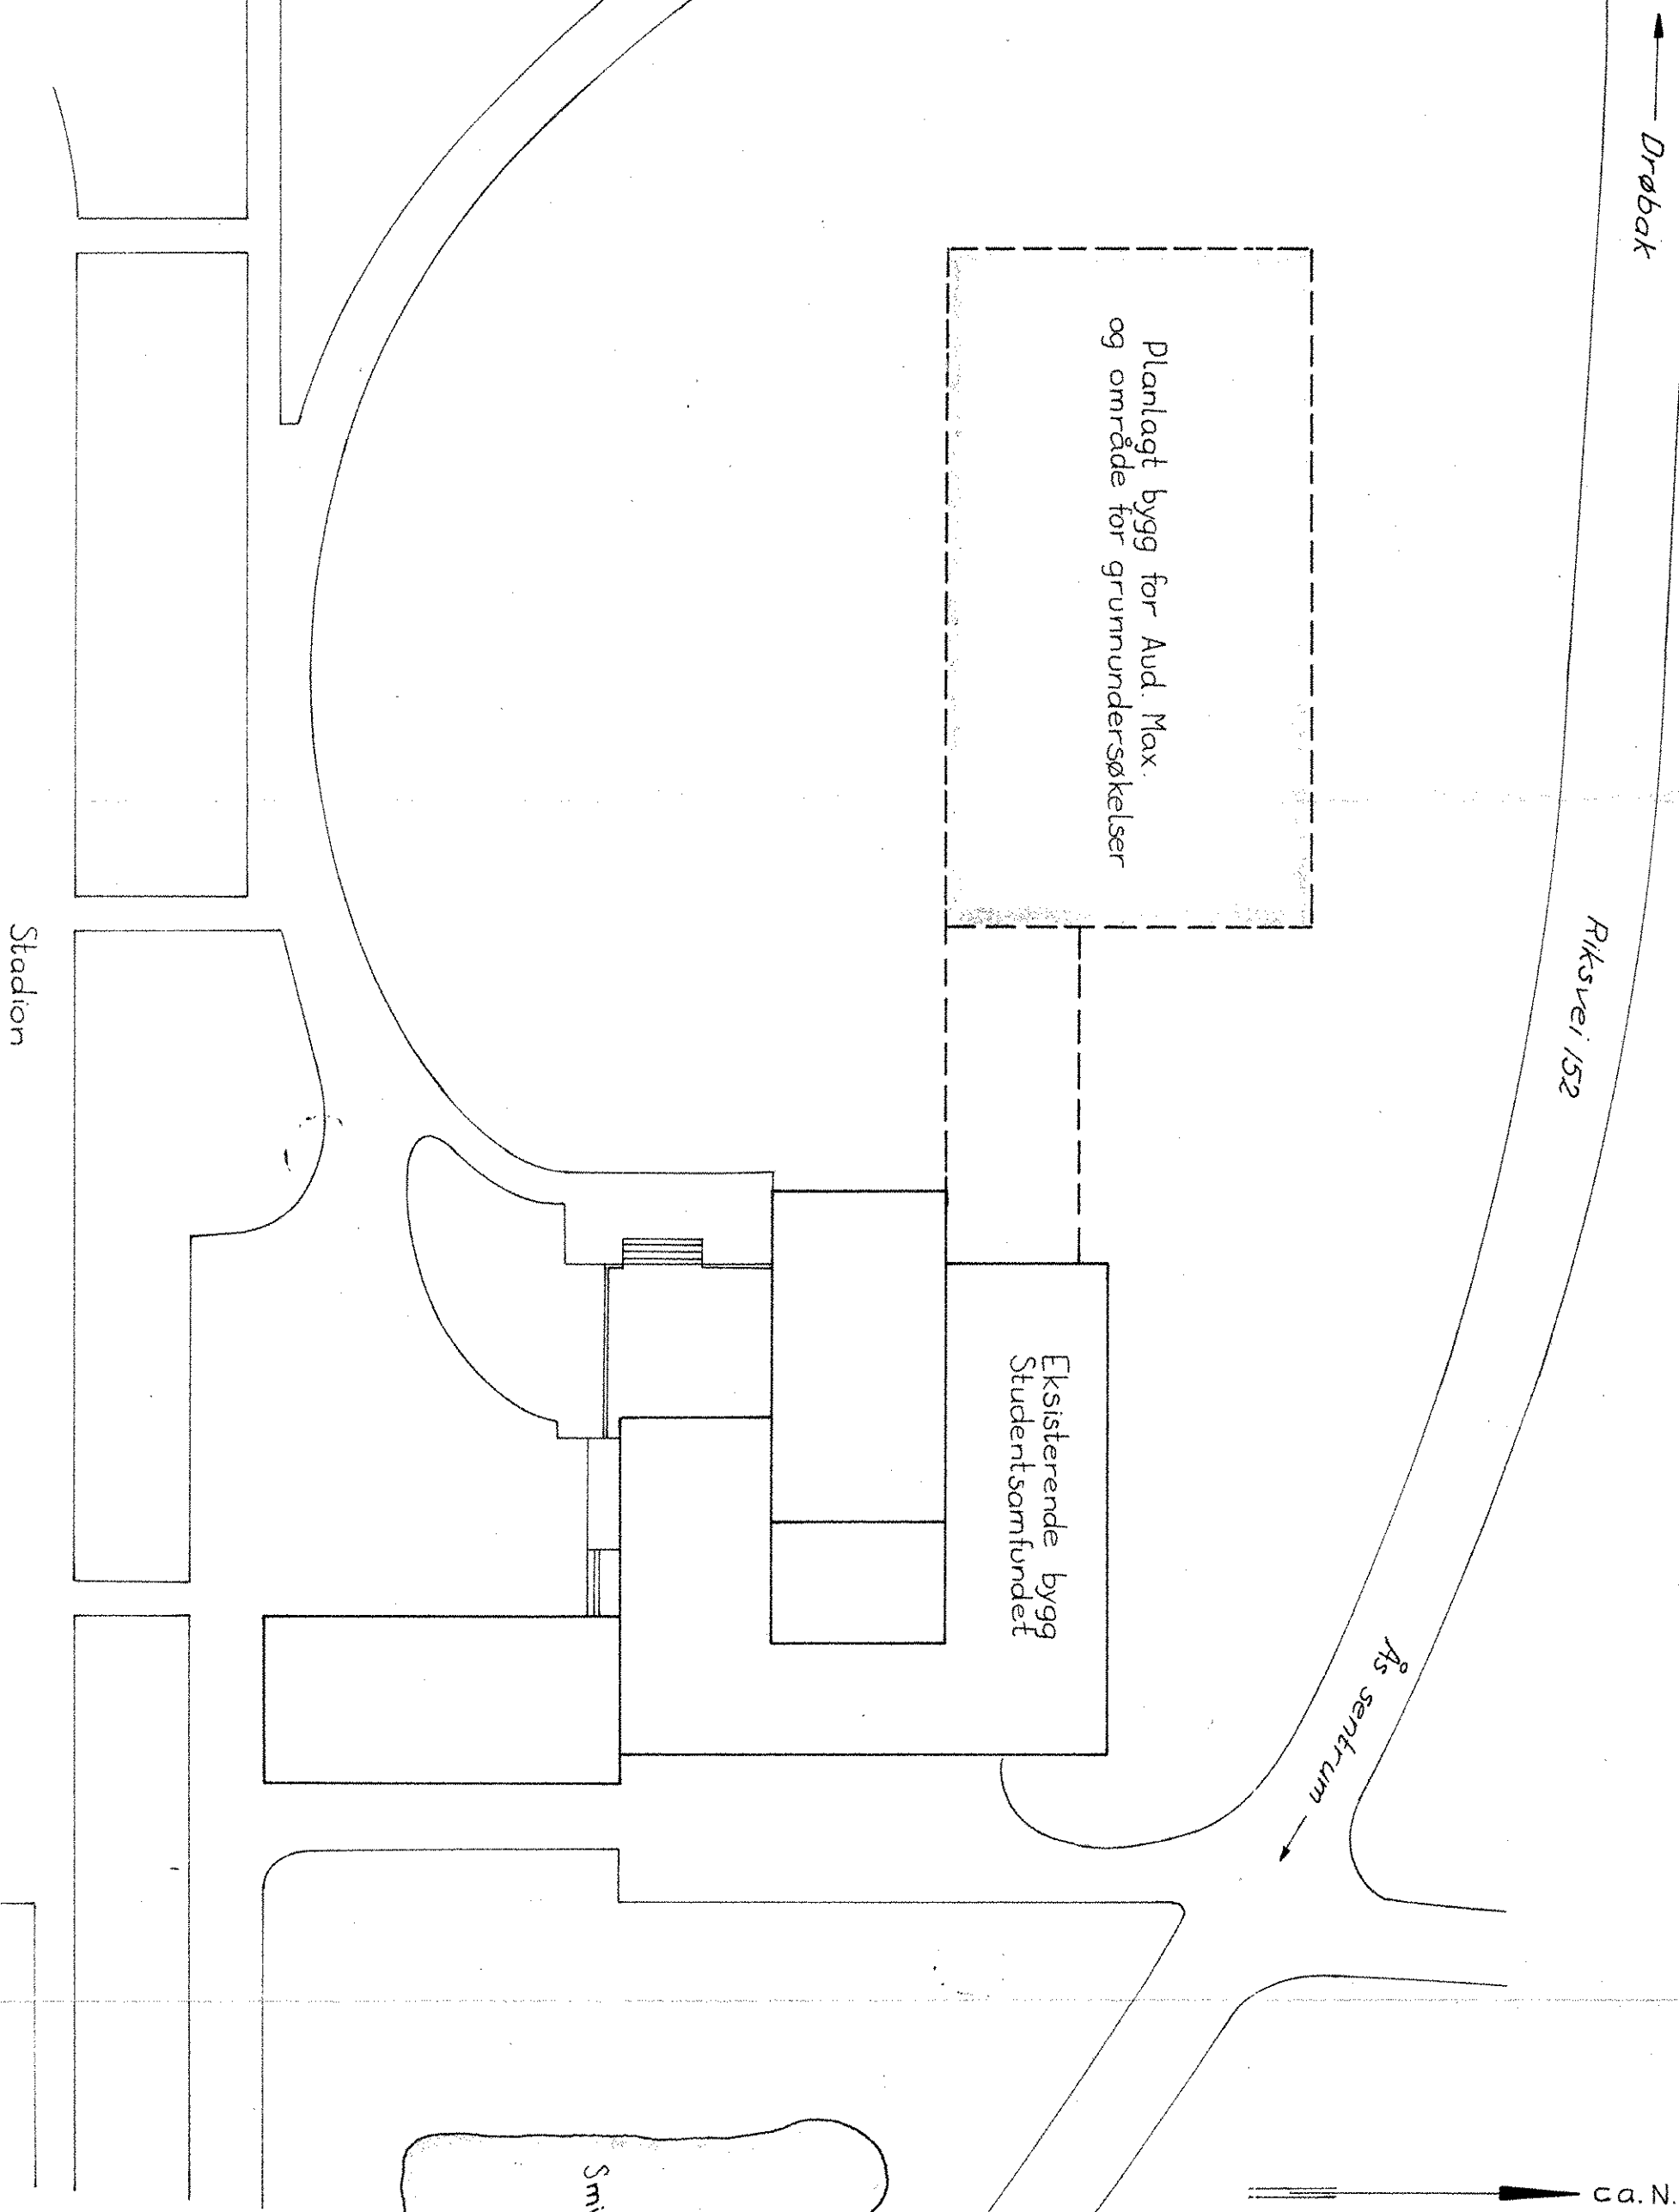 Drøbak
Riksvei 152
Ås sentrum
ca. N.
Planlagt bygg for Aud. Max.
og område for grunnundersøkelser
Eksisterende bygg
Studentsamfundet
Stadion
Smi